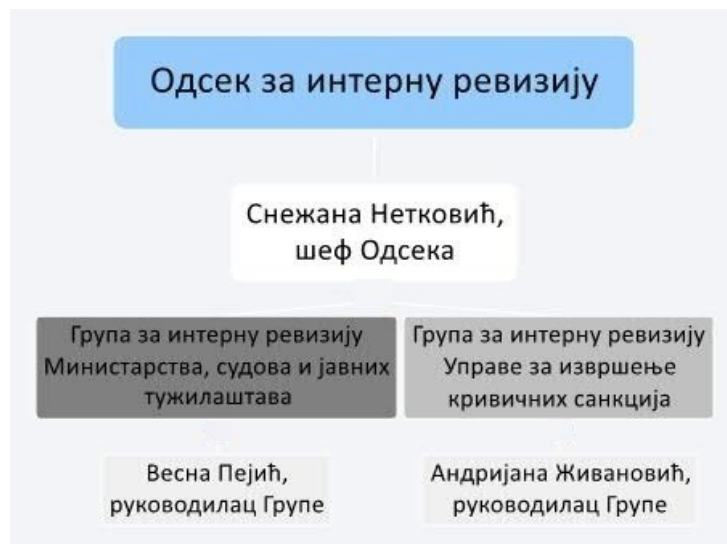 Одсек за интерну ревизију
Снежана Нетковић,
шеф Одсека
Група за интерну ревизију
Министарства, судова и јавних
тужилаштава
Група за интерну ревизију
Управе за извршење
кривичних санкција
Весна Пејић,
руководилац Групе
Андријана Живановић,
руководилац Групе